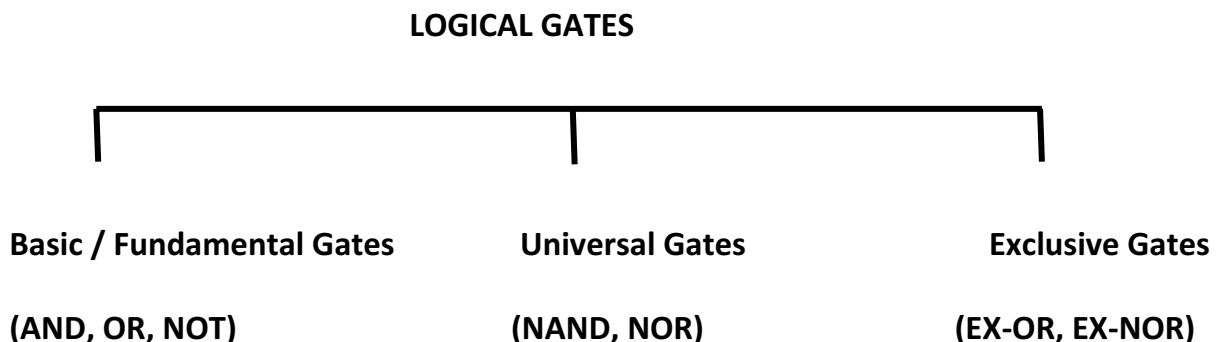 LOGICAL GATES
Basic / Fundamental Gates Universal Gates Exclusive Gates
(AND, OR, NOT) (NAND, NOR) (EX-OR, EX-NOR)